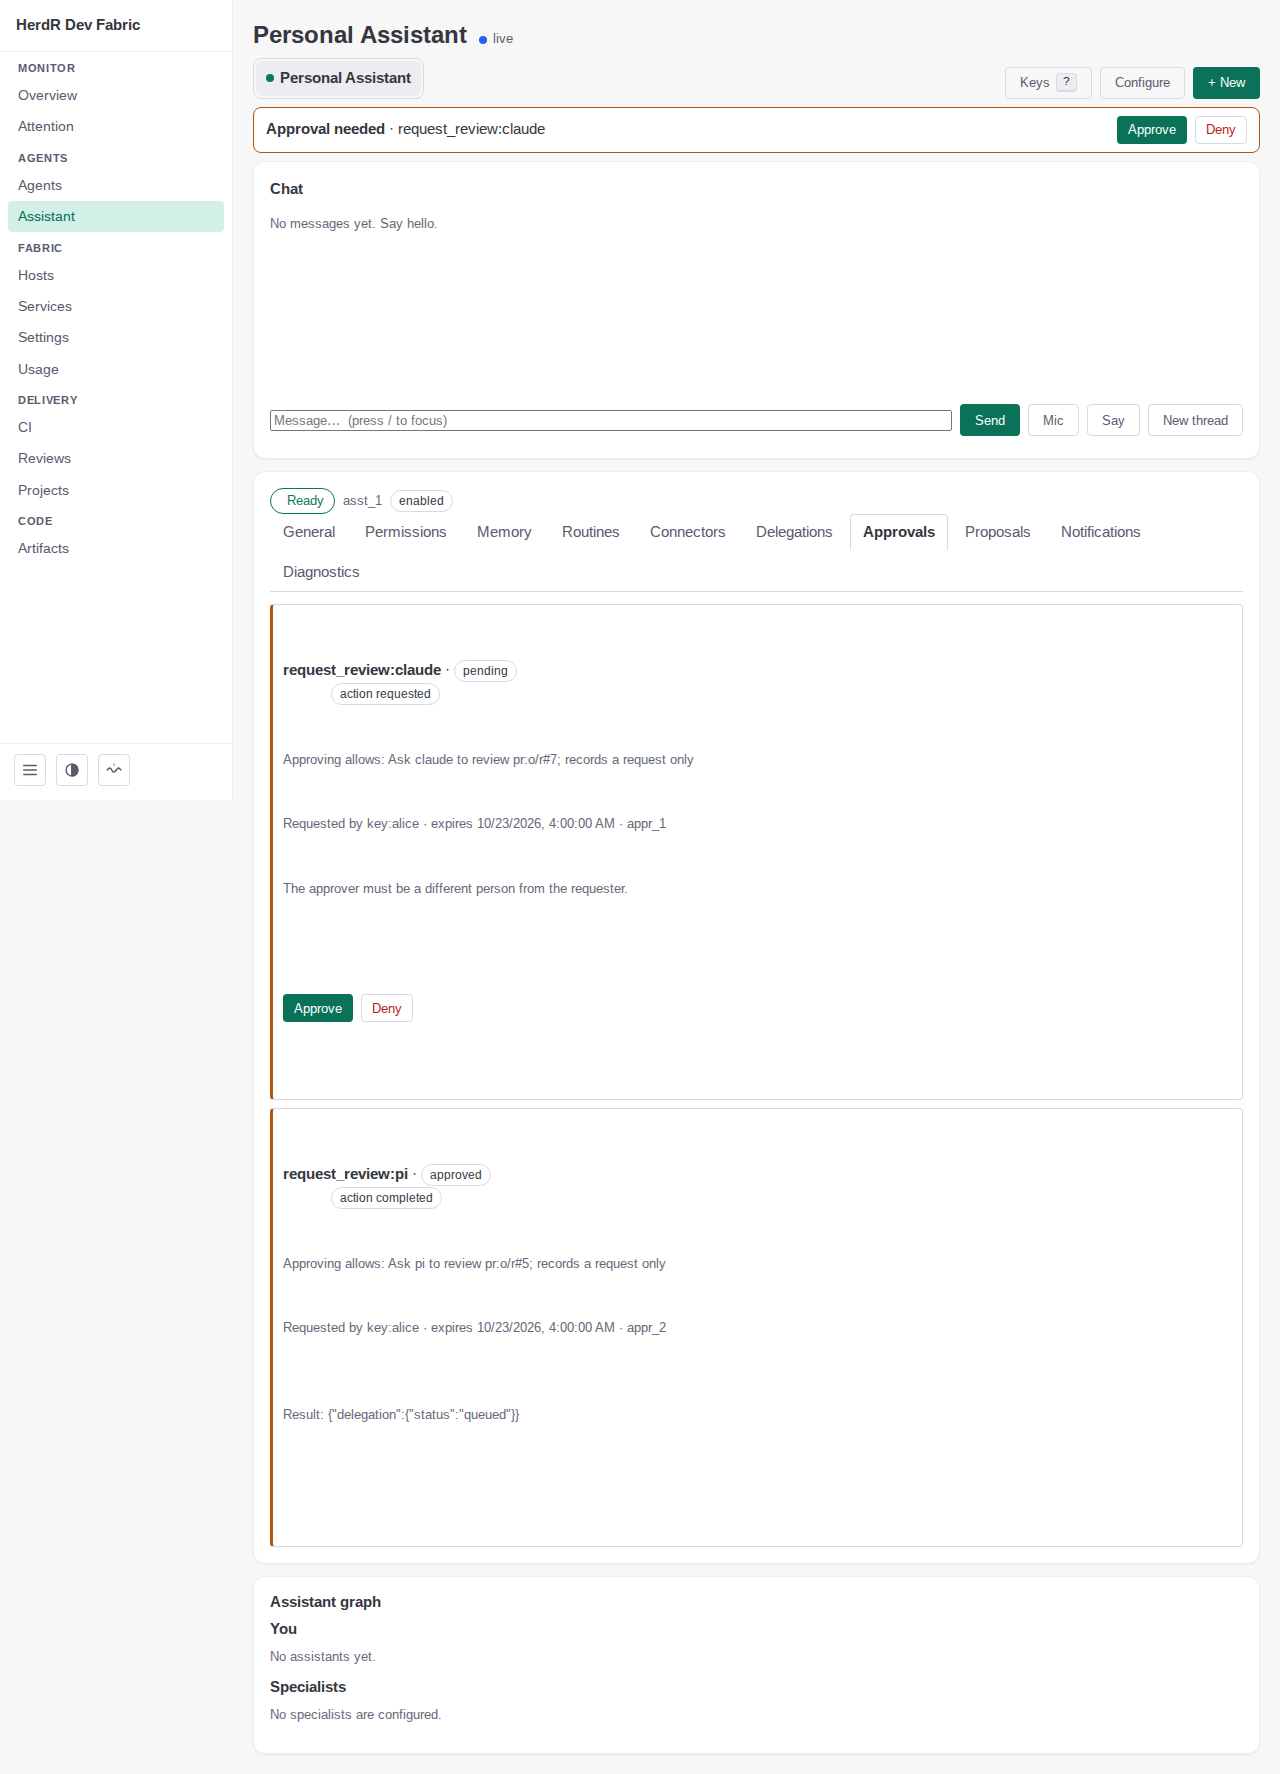 HerdR Dev Fabric
MONITOR
Overview
Attention
AGENTS
Agents
Assistant
FABRIC
Hosts
Services
Settings
Usage
DELIVERY
CI
Reviews
Projects
CODE
Artifacts
Personal Assistant live
Personal Assistant
Keys ? Configure + New
Approval needed · request_review:claude Approve Deny
Chat
No messages yet. Say hello.
Message… (press / to focus) Send Mic Say New thread
Ready asst_1 enabled
General Permissions Memory Routines Connectors Delegations Approvals Proposals Notifications
Diagnostics
request_review:claude · pending
action requested
Approving allows: Ask claude to review pr:o/r#7; records a request only
Requested by key:alice · expires 10/23/2026, 4:00:00 AM · appr_1
The approver must be a different person from the requester.
Approve Deny
request_review:pi · approved
action completed
Approving allows: Ask pi to review pr:o/r#5; records a request only
Requested by key:alice · expires 10/23/2026, 4:00:00 AM · appr_2
Result: {"delegation":{"status":"queued"}}
Assistant graph
You
No assistants yet.
Specialists
No specialists are configured.